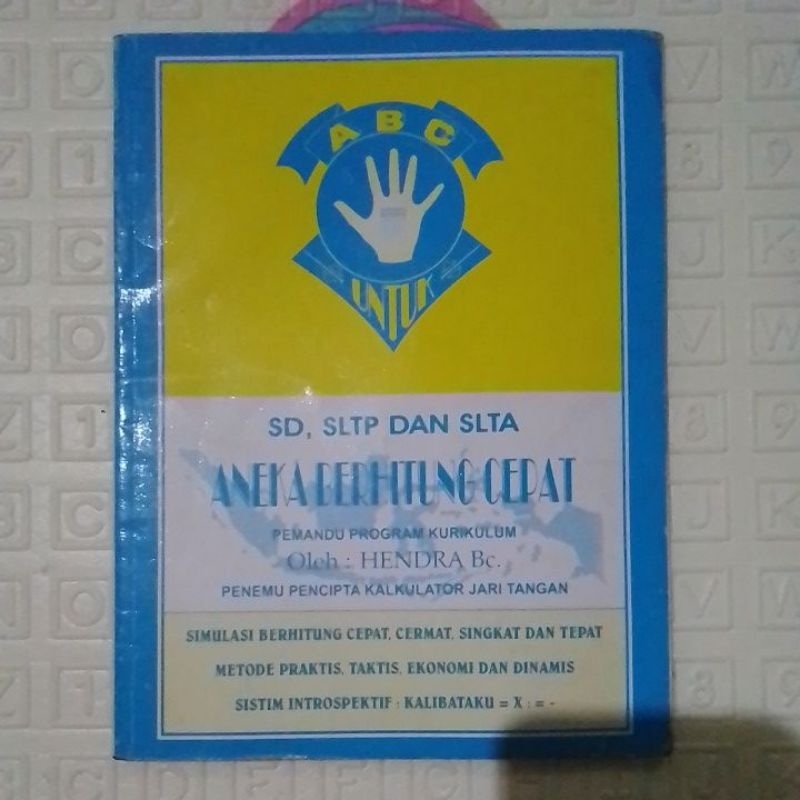 ABC
UNTUK
SD, SLTP DAN SLTA
ANEKA BERHITUNG CEPAT
PEMANDU PROGRAM KURIKULUM
Oleh : HENDRA Bc.
PENEMU PENCIPTA KALKULATOR JARI TANGAN
SIMULASI BERHITUNG CEPAT, CERMAT, SINGKAT DAN TEPAT
METODE PRAKTIS, TAKTIS, EKONOMI DAN DINAMIS
SISTIM INTROSPEKTIF : KALIBATAKU = X : = -